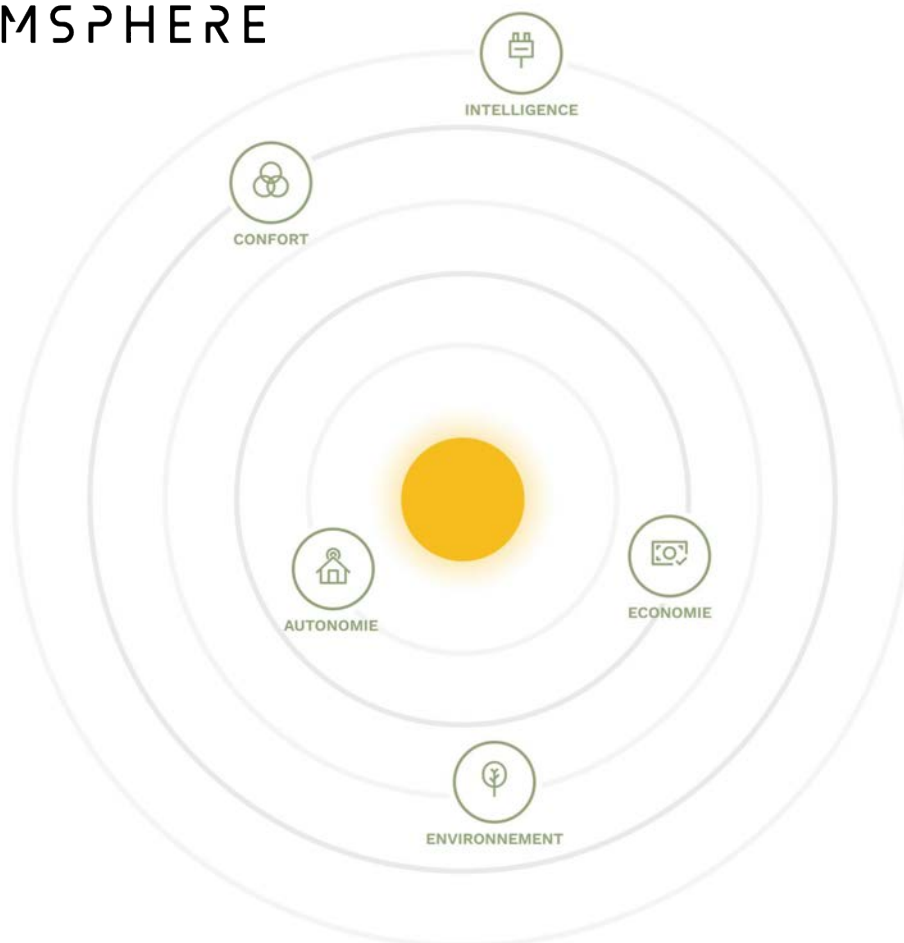 MSPHERE
INTELLIGENCE
CONFORT
AUTONOMIE
ECONOMIE
ENVIRONNEMENT